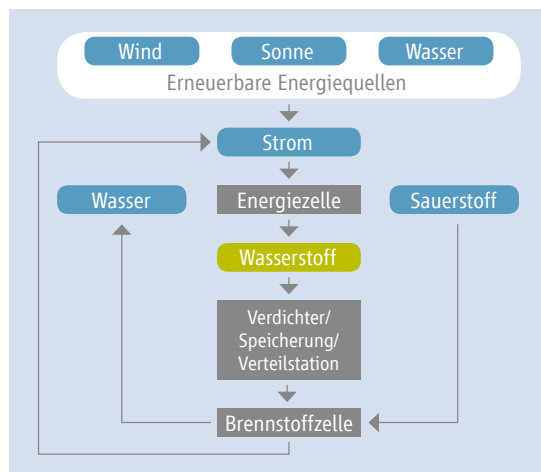 Wind Sonne Wasser
Erneuerbare Energiequellen
Strom
Wasser Energiezelle Sauerstoff
Wasserstoff
Verdichter/
Speicherung/
Verteilstation
Brennstoffzelle